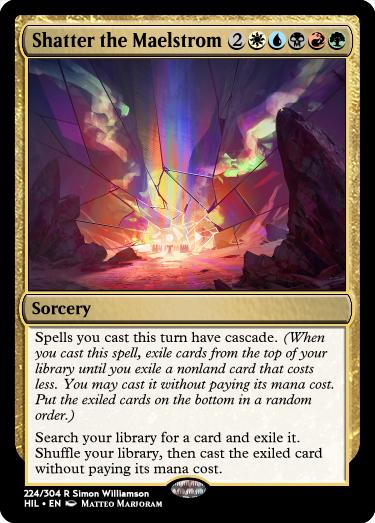 Shatter the Maelstrom 2
Sorcery
Spells you cast this turn have cascade. (When
you cast this spell, exile cards from the top of your
library until you exile a nonland card that costs
less. You may cast it without paying its mana cost.
Put the exiled cards on the bottom in a random
order.)
Search your library for a card and exile it.
Shuffle your library, then cast the exiled card
without paying its mana cost.
224/304 R Simon Williamson
HIL • EN Matteo Marjoram